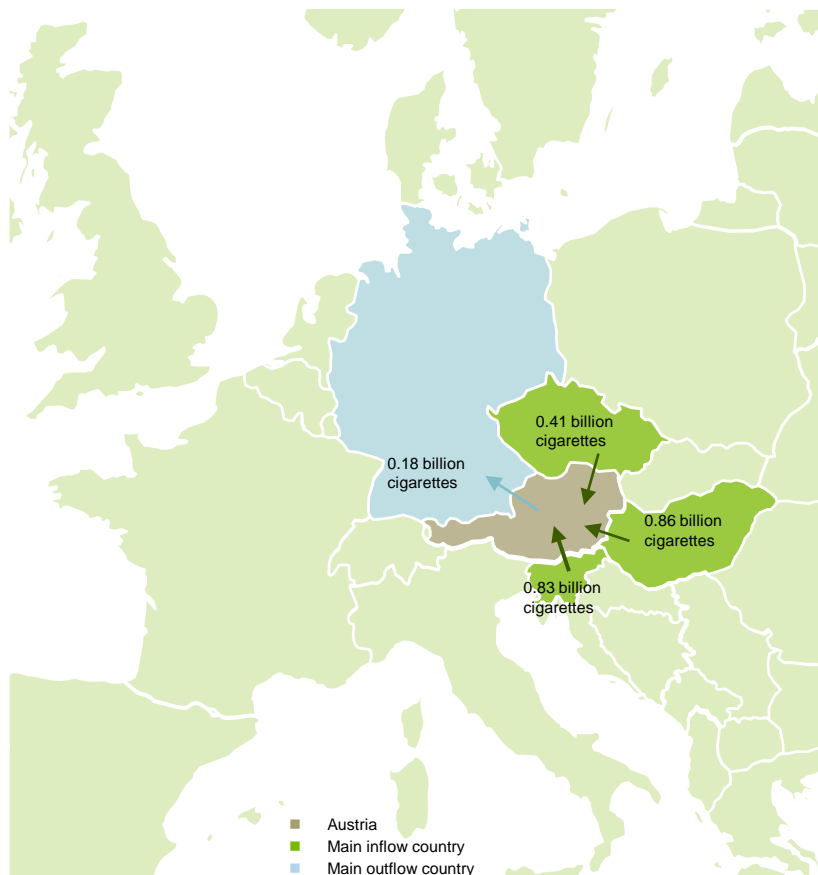 0.41 billion
cigarettes
0.18 billion
cigarettes
0.86 billion
cigarettes
0.83 billion
cigarettes
Austria
Main inflow country
Main outflow country